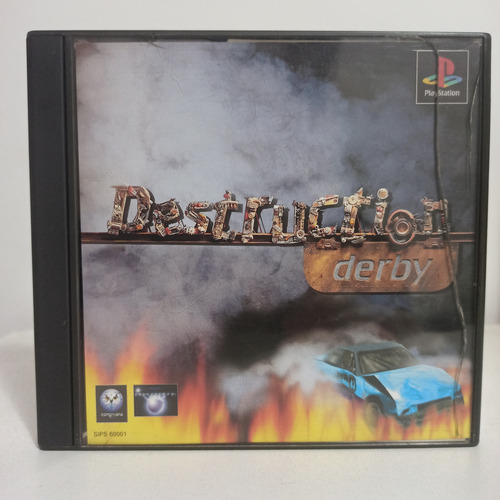 PlayStation
Destruction
derby
SIPS 60001